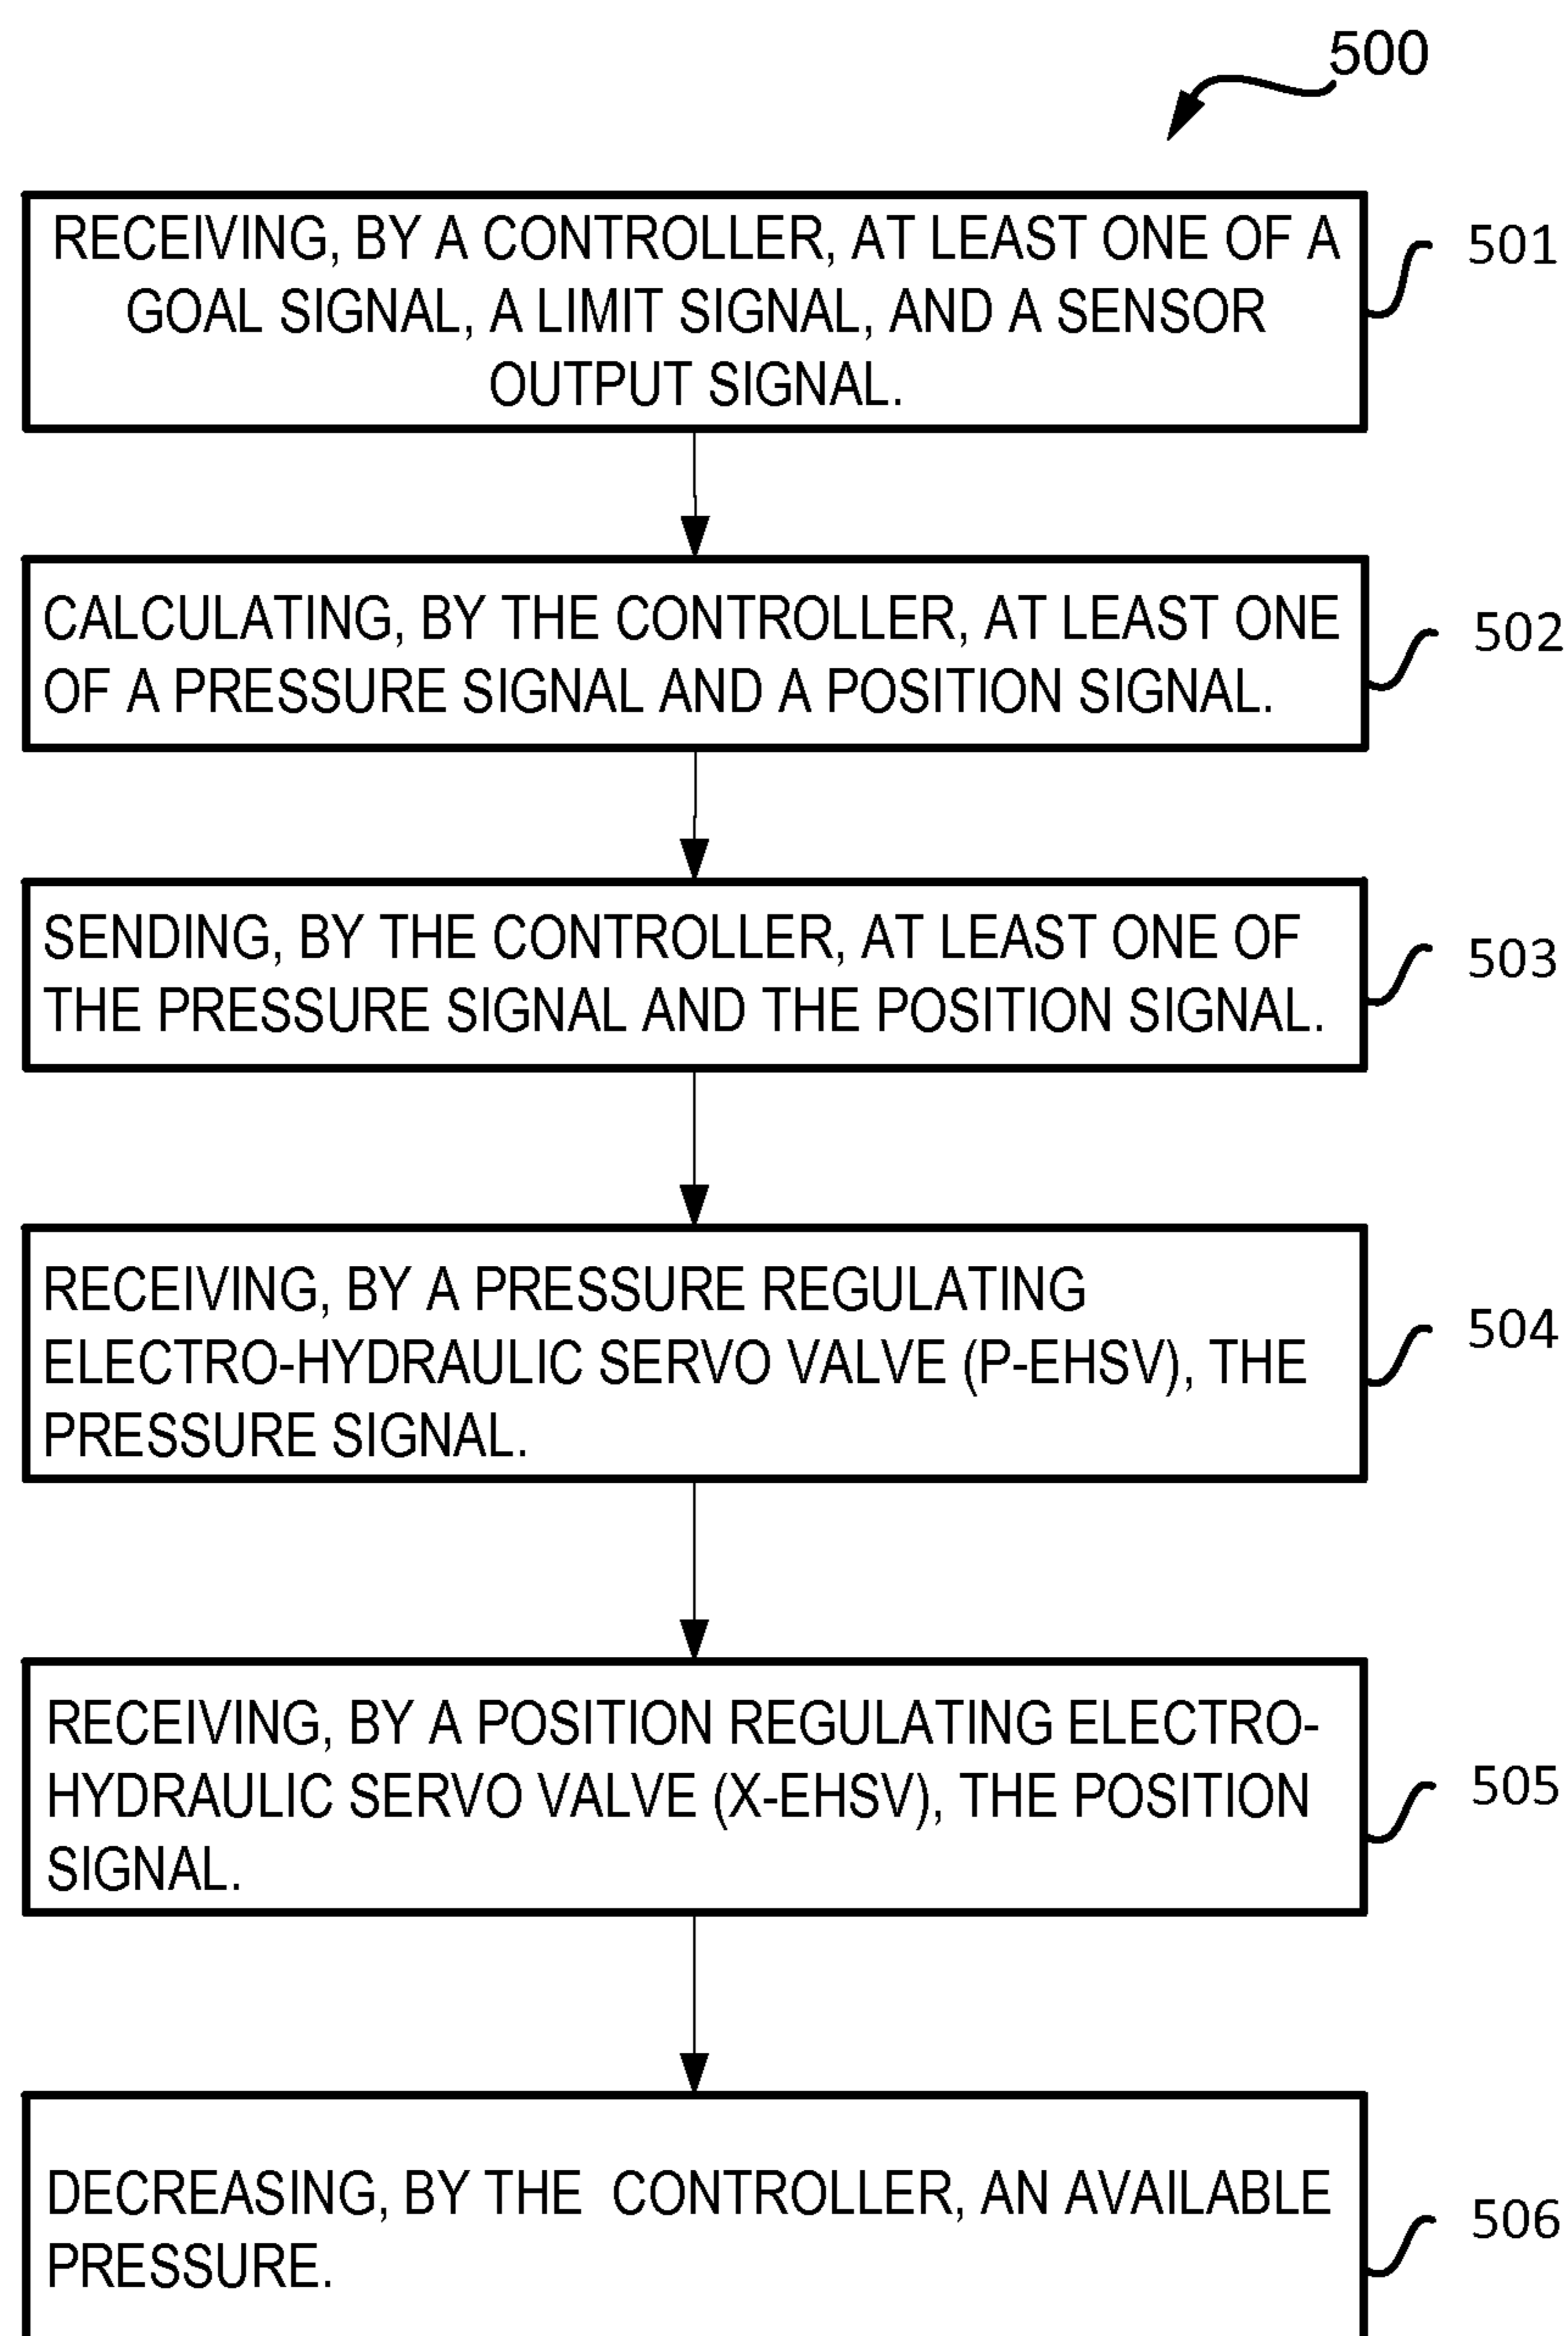 500
RECEIVING, BY A CONTROLLER, AT LEAST ONE OF A
GOAL SIGNAL, A LIMIT SIGNAL, AND A SENSOR
OUTPUT SIGNAL.
501
CALCULATING, BY THE CONTROLLER, AT LEAST ONE
OF A PRESSURE SIGNAL AND A POSITION SIGNAL.
502
SENDING, BY THE CONTROLLER, AT LEAST ONE OF
THE PRESSURE SIGNAL AND THE POSITION SIGNAL.
503
RECEIVING, BY A PRESSURE REGULATING
ELECTRO-HYDRAULIC SERVO VALVE (P-EHSV), THE
PRESSURE SIGNAL.
504
RECEIVING, BY A POSITION REGULATING ELECTRO-
HYDRAULIC SERVO VALVE (X-EHSV), THE POSITION
SIGNAL.
505
DECREASING, BY THE CONTROLLER, AN AVAILABLE
PRESSURE.
506